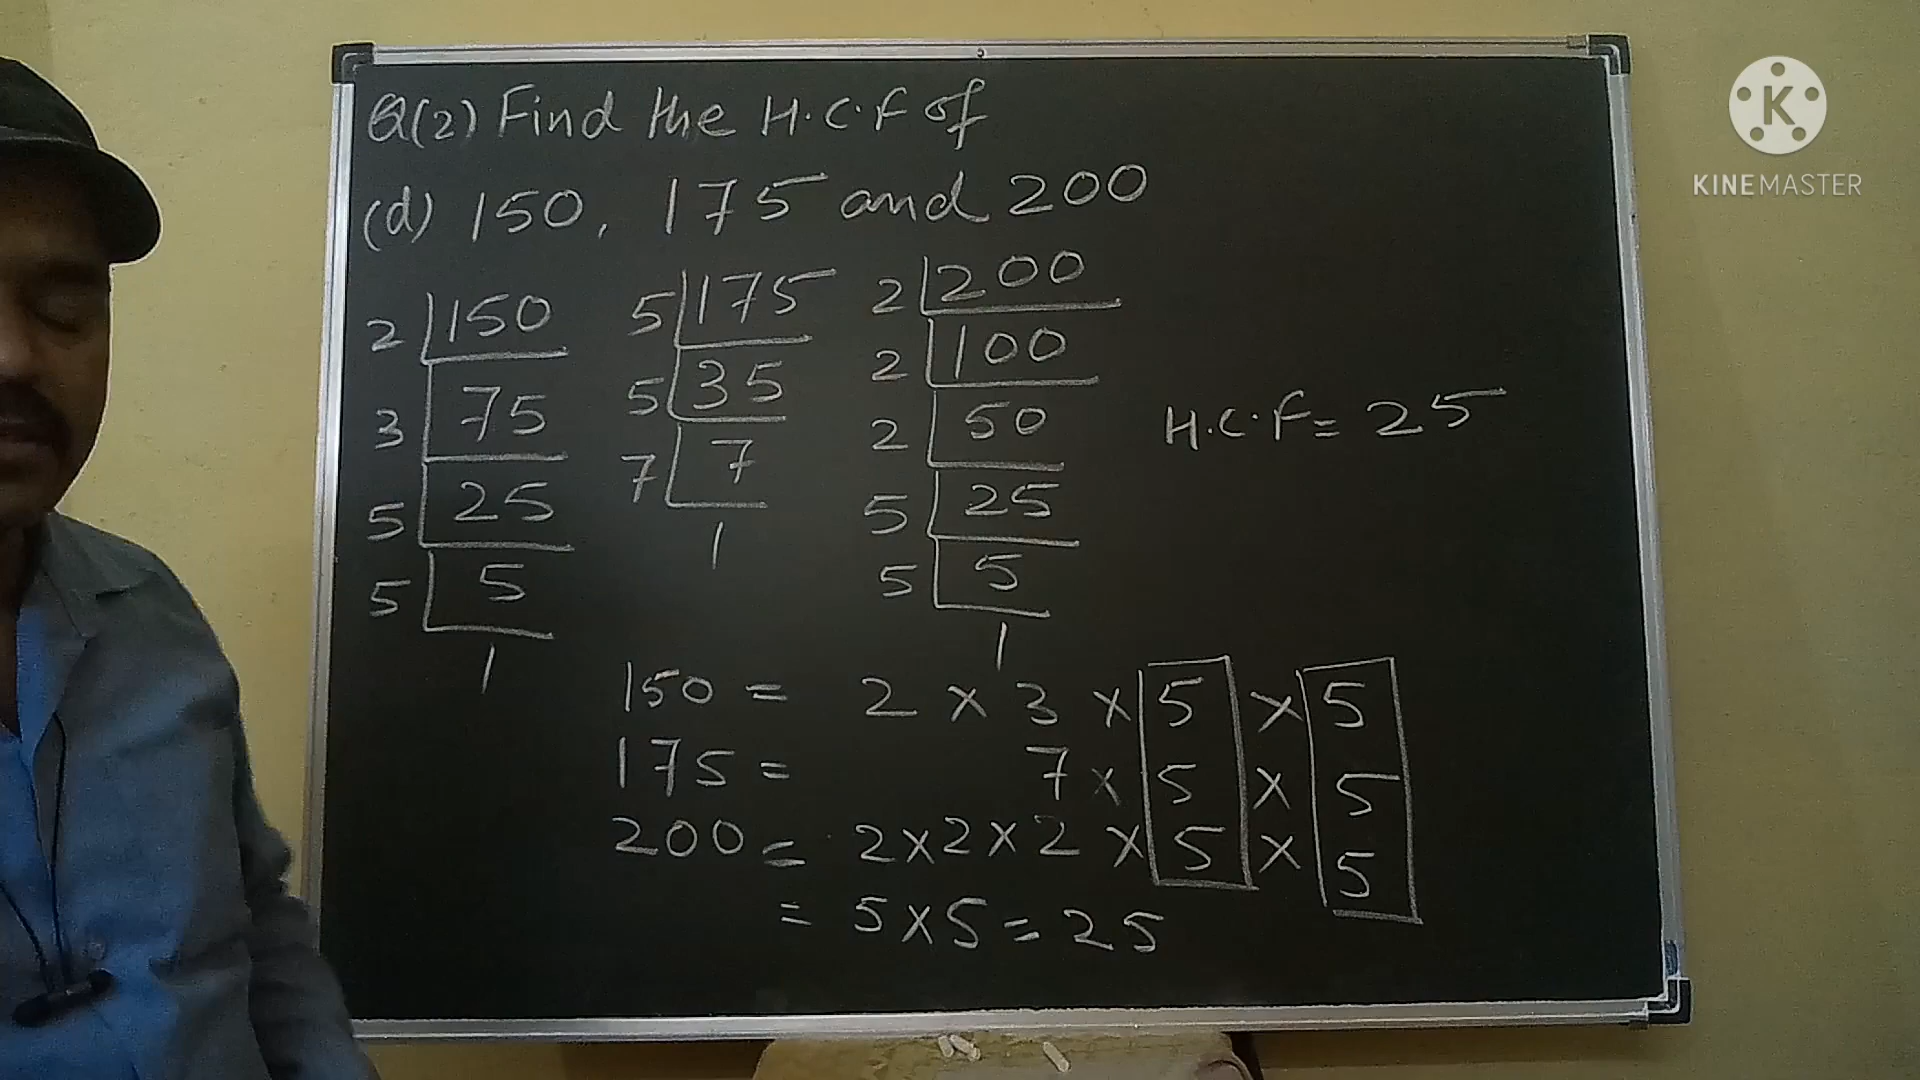 Q(2) Find the H.C.F of
(d) 150, 175 and 200
2 150
3 75
5 25
5 5
1
5 175
5 35
7 7
1
2 200
2 100
2 50
5 25
5 5
1
H.C.F = 25
150 = 2 × 3 × 5 × 5
175 = 7 × 5 × 5
200 = 2 × 2 × 2 × 5 × 5
= 5 × 5 = 25
K
KINEMASTER